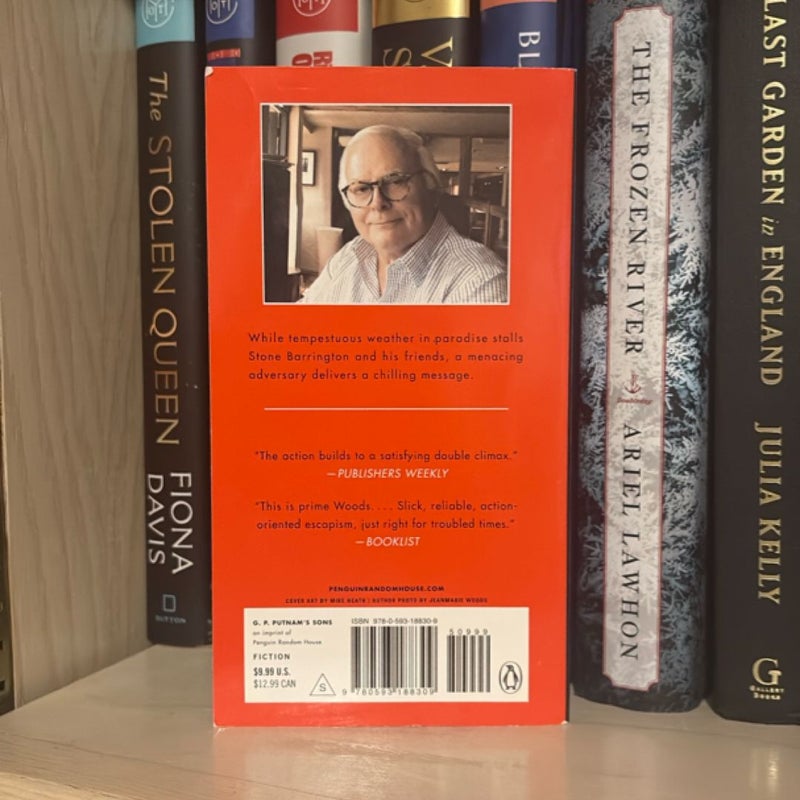 The STOLEN QUEEN
FIONA
DAVIS
DUTTON
BL
While tempestuous weather in paradise stalls
Stone Barrington and his friends, a menacing
adversary delivers a chilling message.
"The action builds to a satisfying double climax."
—PUBLISHERS WEEKLY
"This is prime Woods. . . . Slick, reliable, action-
oriented escapism, just right for troubled times."
—BOOKLIST
PENGUINRANDOMHOUSE.COM
COVER ART BY MIKE HEATH | AUTHOR PHOTO BY JEANMARIE WOODS
G. P. PUTNAM'S SONS
an imprint of
Penguin Random House
FICTION
$9.99 U.S.
$12.99 CAN
S
ISBN 978-0-593-18830-9
50999
9 780593 188309
THE FROZEN RIVER
ARIEL LAWHON
LAST GARDEN in ENGLAND
JULIA KELLY
G
GALLERY
BOOKS